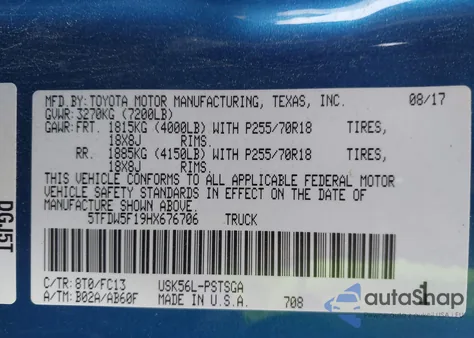 MFD.BY:TOYOTA MOTOR MANUFACTURING, TEXAS, INC. 08/17
GVWR:3270KG (7200LB)
GAWR:FRT. 1815KG (4000LB) WITH P255/70R18 TIRES,
18X8J RIMS.
RR. 1885KG (4150LB) WITH P255/70R18 TIRES,
18X8J RIMS.
THIS VEHICLE CONFORMS TO ALL APPLICABLE FEDERAL MOTOR
VEHICLE SAFETY STANDARDS IN EFFECT ON THE DATE OF
MANUFACTURE SHOWN ABOVE.
5TFDW5F19HX676706 TRUCK
C/TR:8T0/FC13 USK56L-PSTSGA
A/TM:B02A/AB60F MADE IN U.S.A. 708
DGJ5T
autoAhap